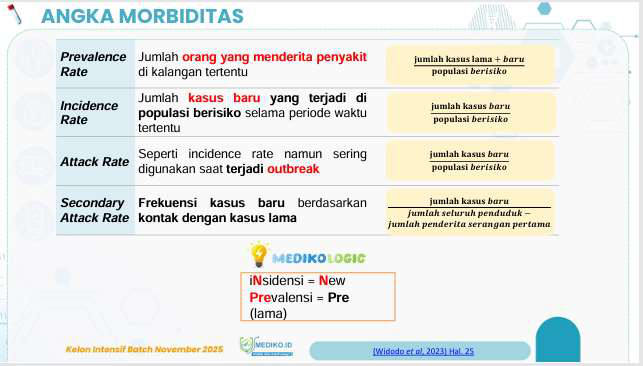 ANGKA MORBIDITAS
Prevalence
Rate
Jumlah orang yang menderita penyakit
di kalangan tertentu
jumlah kasus lama + baru
populasi berisiko
Incidence
Rate
Jumlah kasus baru yang terjadi di
populasi berisiko selama periode waktu
tertentu
jumlah kasus baru
populasi berisiko
Attack Rate
Seperti incidence rate namun sering
digunakan saat terjadi outbreak
jumlah kasus baru
populasi berisiko
Secondary
Attack Rate
Frekuensi kasus baru berdasarkan
kontak dengan kasus lama
jumlah kasus baru
jumlah seluruh penduduk −
jumlah penderita serangan pertama
MEDIKOLOGIC
iNsidensi = New
Prevalensi = Pre
(lama)
Kelon Intensif Batch November 2025
MEDIKO.ID
(Widodo et al, 2023) Hal. 25